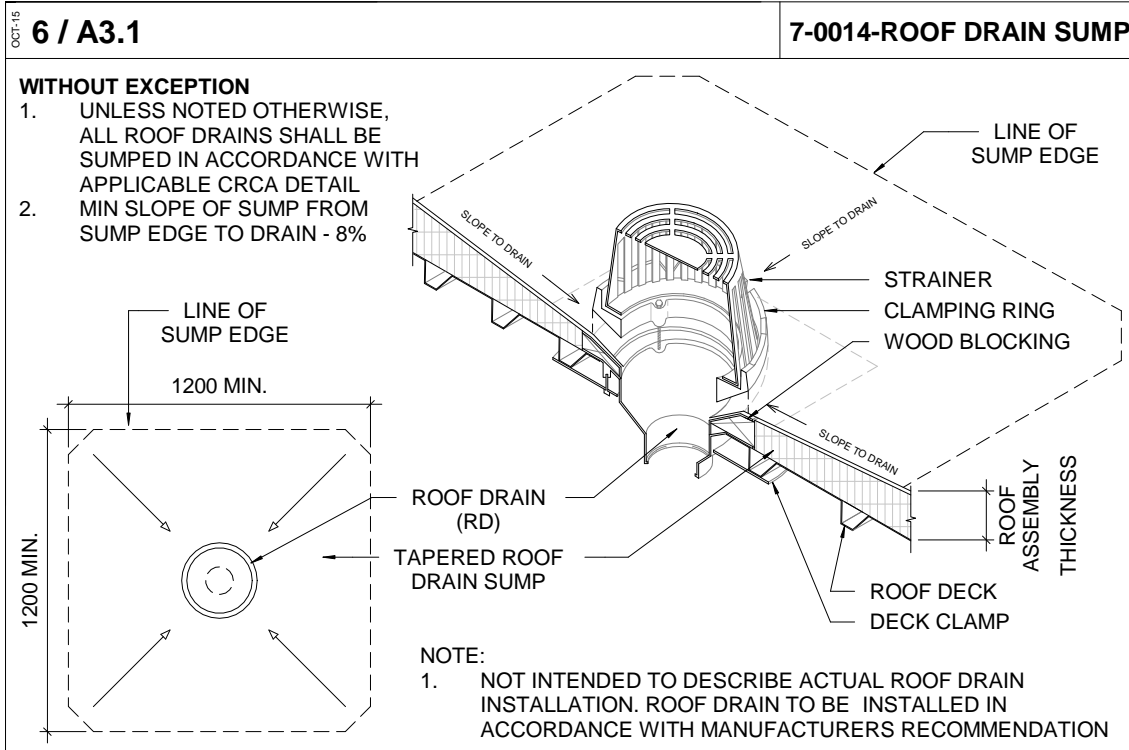 OCT-15
6 / A3.1
7-0014-ROOF DRAIN SUMP
WITHOUT EXCEPTION
1. UNLESS NOTED OTHERWISE,
ALL ROOF DRAINS SHALL BE
SUMPED IN ACCORDANCE WITH
APPLICABLE CRCA DETAIL
2. MIN SLOPE OF SUMP FROM
SUMP EDGE TO DRAIN - 8%
LINE OF
SUMP EDGE
SLOPE TO DRAIN
SLOPE TO DRAIN
STRAINER
CLAMPING RING
WOOD BLOCKING
LINE OF
SUMP EDGE
1200 MIN.
1200 MIN.
SLOPE TO DRAIN
ROOF
ASSEMBLY
THICKNESS
ROOF DRAIN
(RD)
TAPERED ROOF
DRAIN SUMP
ROOF DECK
DECK CLAMP
NOTE:
1. NOT INTENDED TO DESCRIBE ACTUAL ROOF DRAIN
INSTALLATION. ROOF DRAIN TO BE INSTALLED IN
ACCORDANCE WITH MANUFACTURERS RECOMMENDATION